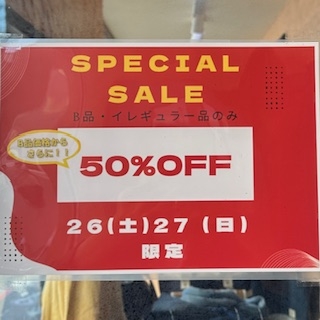 SPECIAL
SALE
B品・イレギュラー品のみ
B品価格から
さらに！！
50%OFF
26(土)27（日）
限定